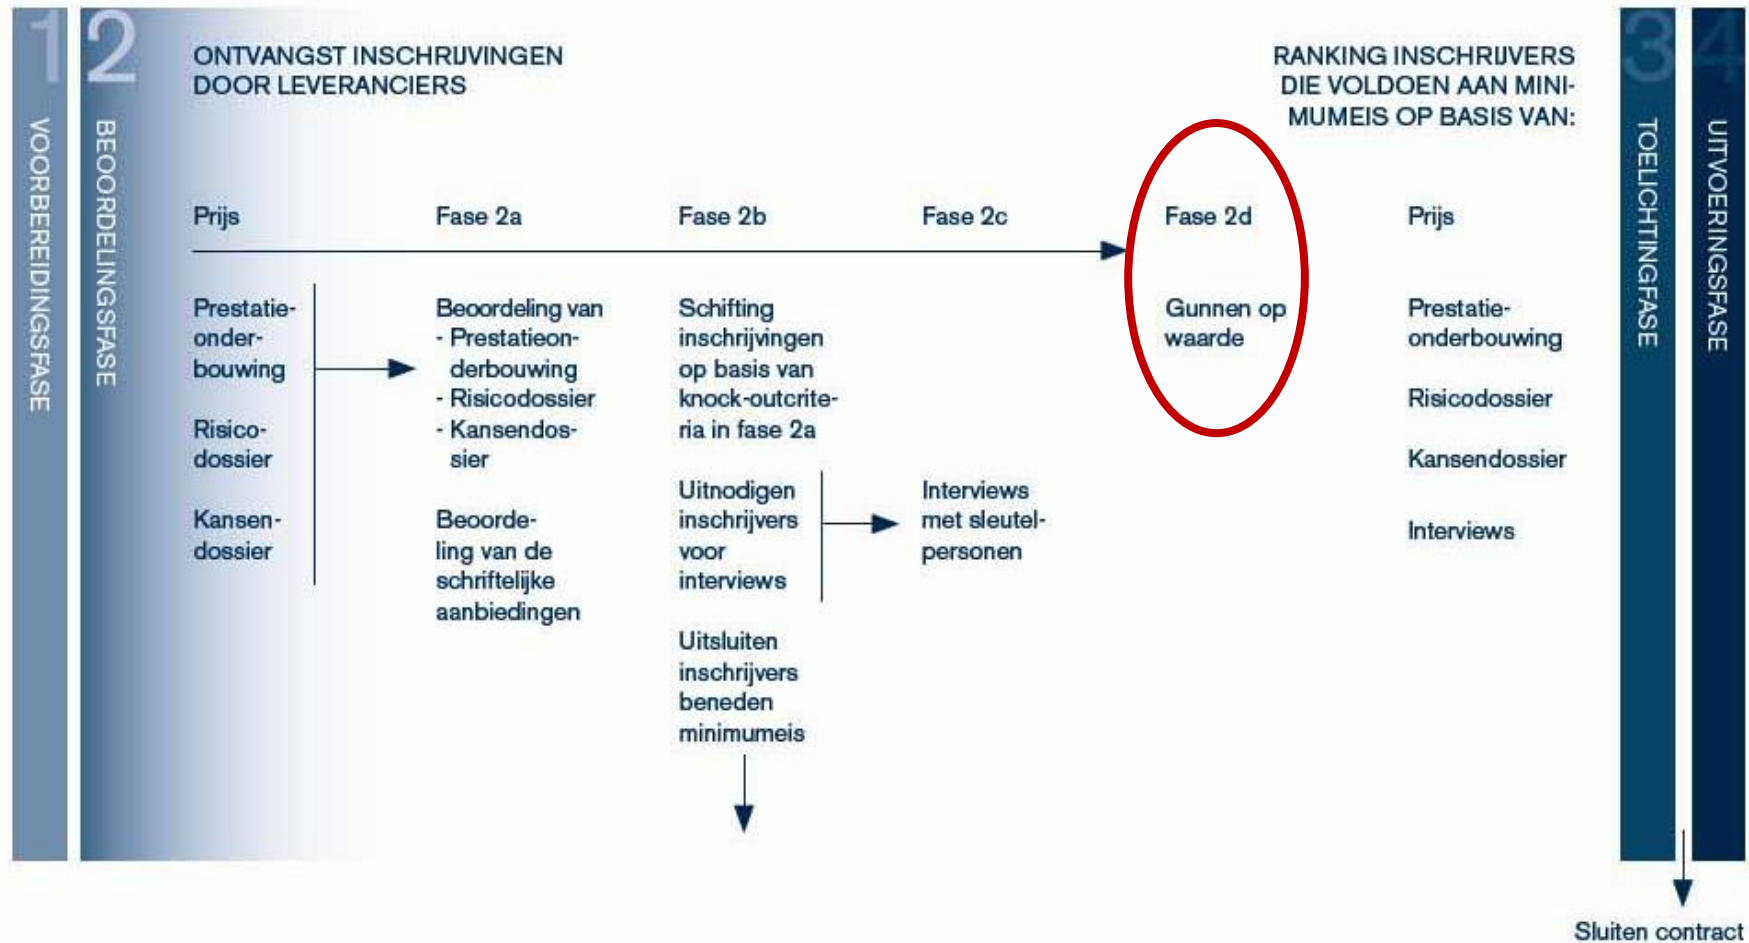 1
VOORBEREIDINGSFASE
2
BEOORDELINGSFASE
ONTVANGST INSCHRIJVINGEN
DOOR LEVERANCIERS
RANKING INSCHRIJVERS
DIE VOLDOEN AAN MINI-
MUMEIS OP BASIS VAN:
Prijs
Fase 2a
Fase 2b
Fase 2c
Fase 2d
Prijs
Prestatie-
onder-
bouwing
Risico-
dossier
Kansen-
dossier
Beoordeling van
- Prestatieon-
derbouwing
- Risicodossier
- Kansendos-
sier
Beoorde-
ling van de
schriftelijke
aanbiedingen
Schifting
inschrijvingen
op basis van
knock-outcrite-
ria in fase 2a
Uitnodigen
inschrijvers
voor
interviews
Uitsluiten
inschrijvers
beneden
minimumeis
Interviews
met sleutel-
personen
Gunnen op
waarde
Prestatie-
onderbouwing
Risicodossier
Kansendossier
Interviews
3
TOELICHTINGFASE
4
UITVOERINGSFASE
Sluiten contract